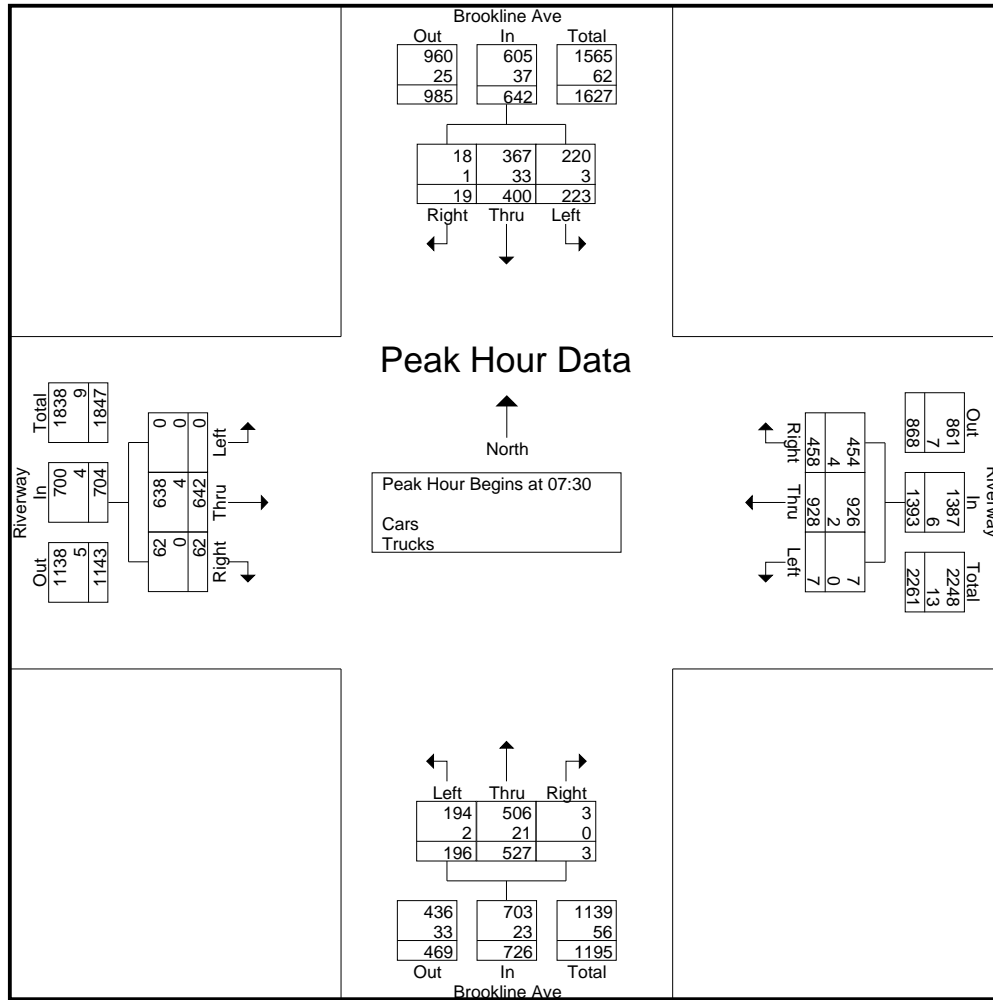 Brookline Ave
Out In Total
960 605 1565
25 37 62
985 642 1627
18 367 220
1 33 3
19 400 223
Right Thru Left
Peak Hour Data
North
Peak Hour Begins at 07:30
Cars
Trucks
Riverway
Total In Out
1838 700 1138
9 4 5
1847 704 1143
0 638 62
0 4 0
0 642 62
Left Thru Right
Riverway
Out In Total
861 1387 2248
7 6 13
868 1393 2261
454 926 7
4 2 0
458 928 7
Right Thru Left
Left Thru Right
194 506 3
2 21 0
196 527 3
436 703 1139
33 23 56
469 726 1195
Out In Total
Brookline Ave